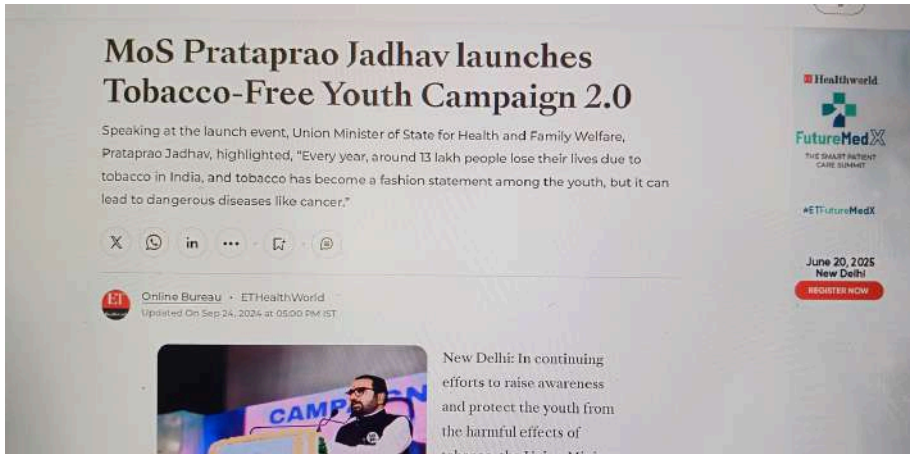 MoS Prataprao Jadhav launches
Tobacco-Free Youth Campaign 2.0
Speaking at the launch event, Union Minister of State for Health and Family Welfare,
Prataprao Jadhav, highlighted, "Every year, around 13 lakh people lose their lives due to
tobacco in India, and tobacco has become a fashion statement among the youth, but it can
lead to dangerous diseases like cancer."
X in
ET Online Bureau • ETHealthWorld
Updated On Sep 24, 2024 at 05:00 PM IST
CAMP N
New Delhi: In continuing
efforts to raise awareness
and protect the youth from
the harmful effects of
ET Healthworld
FutureMedX
THE SMART PATIENT
CARE SUMMIT
#ETFutureMedX
June 20, 2025
New Delhi
REGISTER NOW